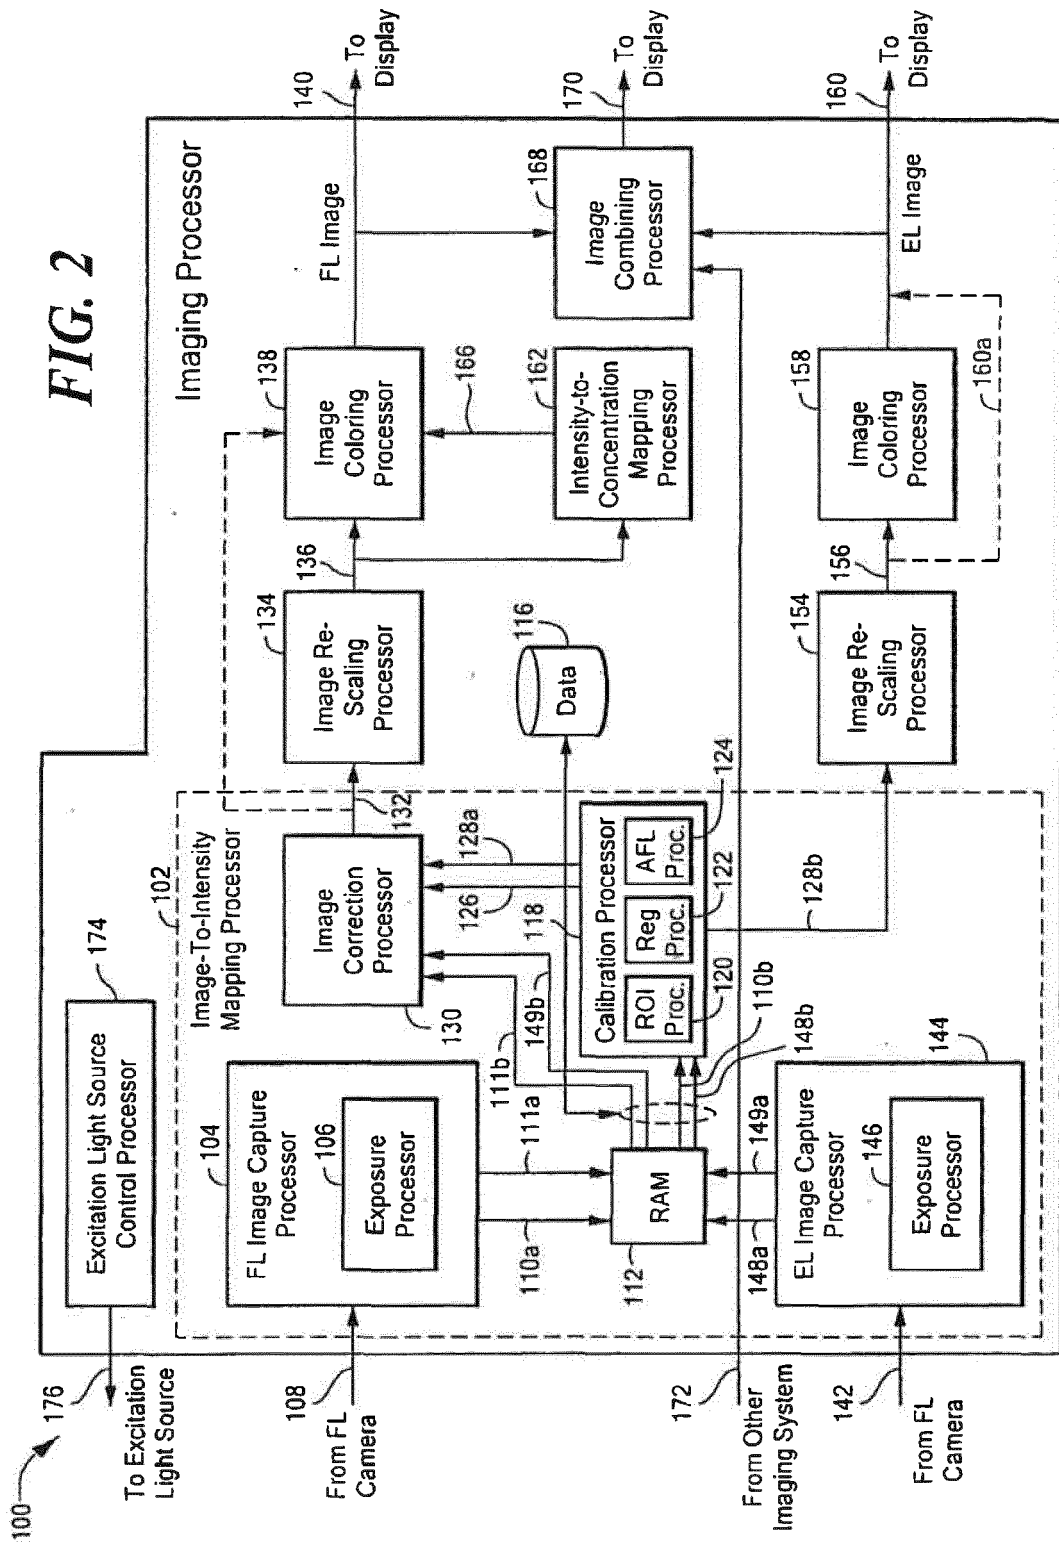 FIG. 2
100
Imaging Processor
176
To Excitation
Light Source
174
Excitation Light Source
Control Processor
102
Image-To-Intensity
Mapping Processor
108
From FL
Camera
104
FL Image Capture
Processor
106
Exposure
Processor
110a
111a
111b
149b
130
Image
Correction
Processor
126
128a
132
134
Image Re-
Scaling
Processor
136
138
Image
Coloring
Processor
FL Image
140
To
Display
112
RAM
118
Calibration Processor
ROI
Proc.
120
Reg
Proc.
122
AFL
Proc.
124
110b
148b
128b
116
Data
162
Intensity-to-
Concentration
Mapping
Processor
166
168
Image
Combining
Processor
170
To
Display
172
From Other
Imaging System
142
From FL
Camera
148a
149a
144
EL Image Capture
Processor
146
Exposure
Processor
154
Image Re-
Scaling
Processor
156
158
Image
Coloring
Processor
160a
EL Image
160
To
Display